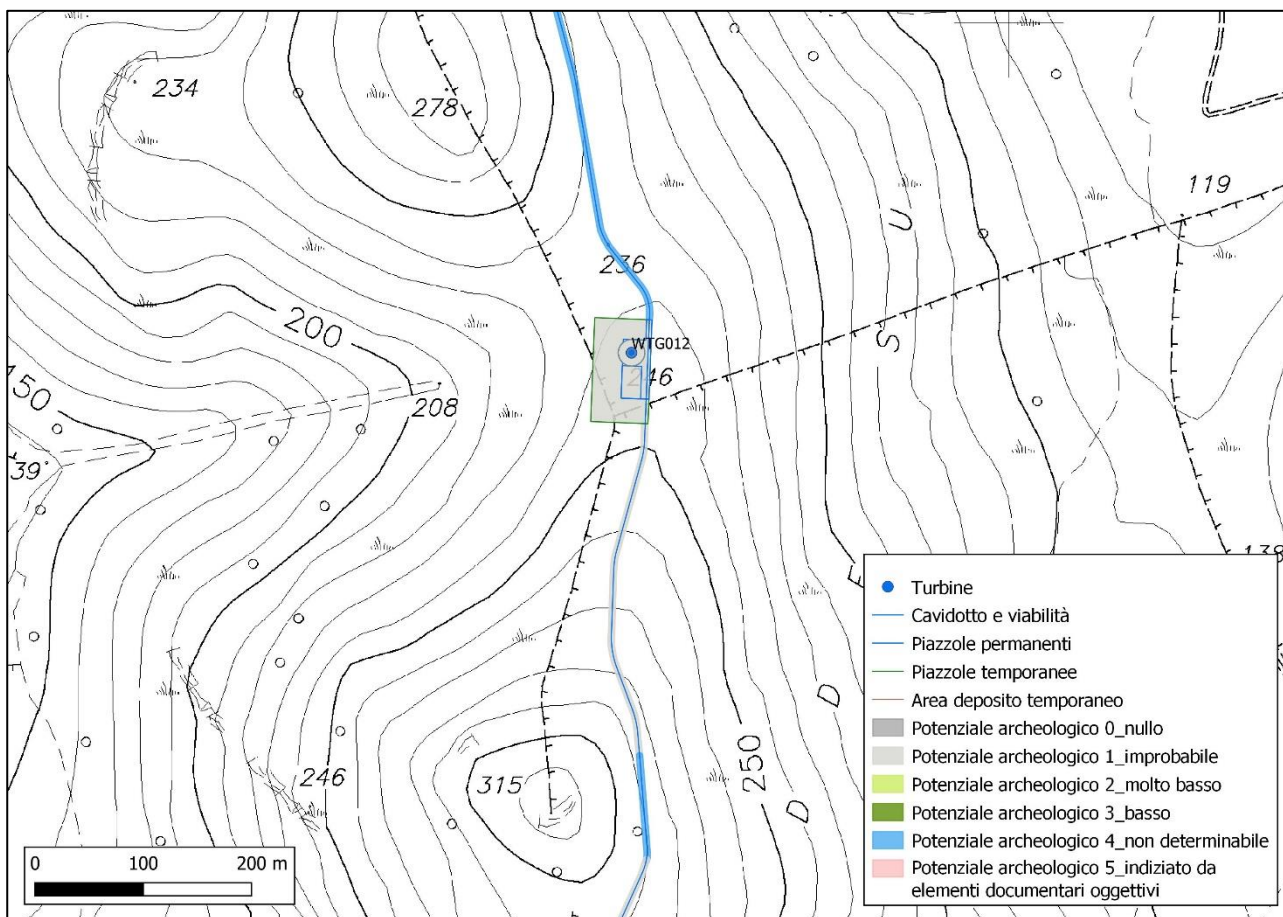 234
278
119
U
236
S
200
WTG012
246
150
208
39
138
E
D
D
250
246
315
Turbine
Cavidotto e viabilità
Piazzole permanenti
Piazzole temporanee
Area deposito temporaneo
Potenziale archeologico 0_nullo
Potenziale archeologico 1_improbabile
Potenziale archeologico 2_molto basso
Potenziale archeologico 3_basso
Potenziale archeologico 4_non determinabile
Potenziale archeologico 5_indiziato da
elementi documentari oggettivi
0 100 200 m